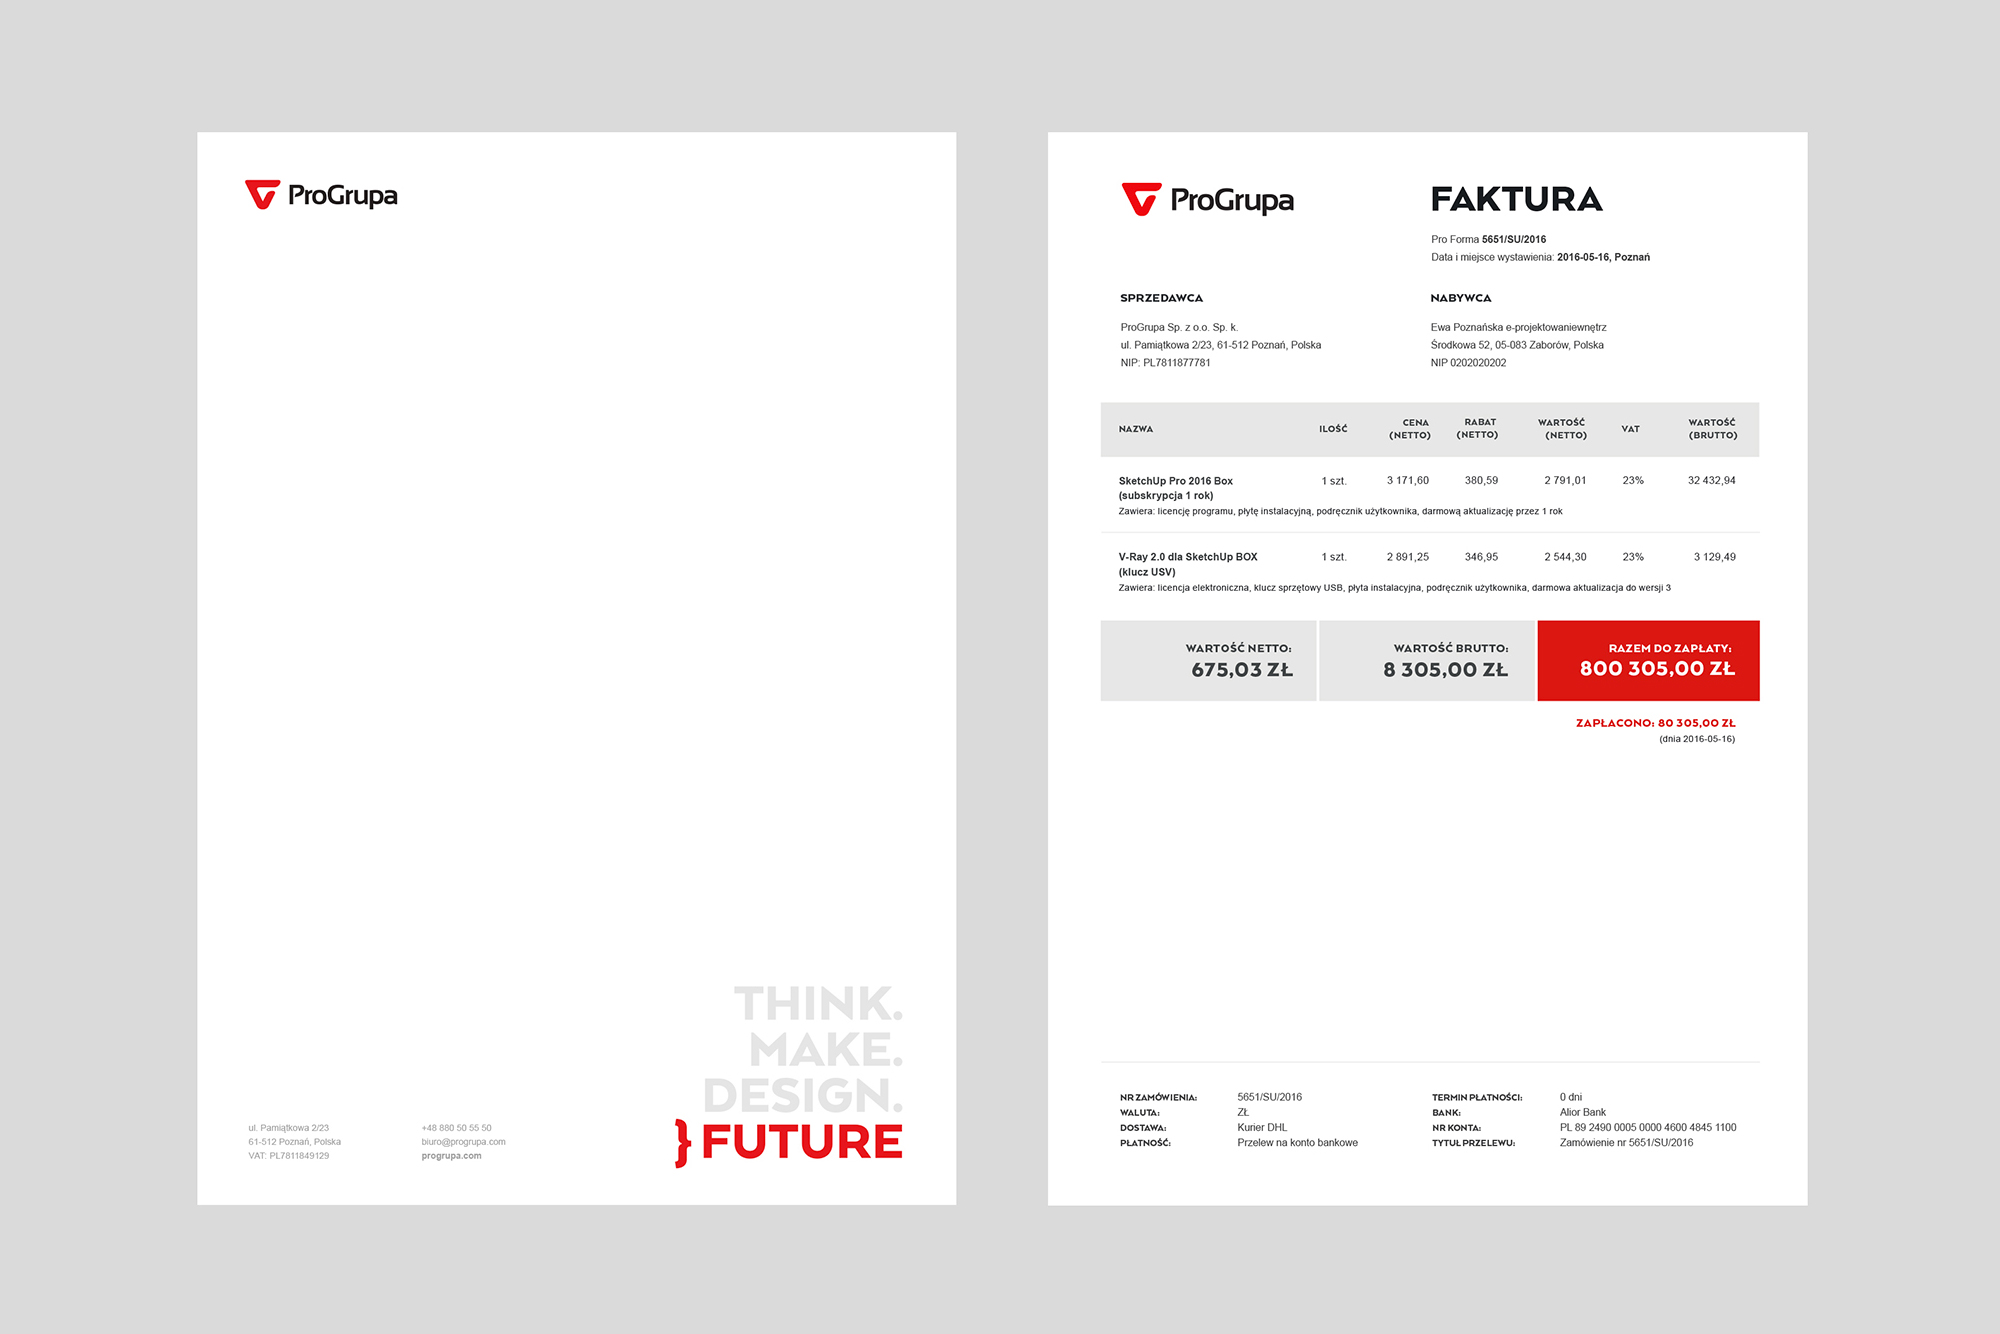 ProGrupa
THINK.
MAKE.
DESIGN.
} FUTURE
ul. Pamiątkowa 2/23
61-512 Poznań, Polska
VAT: PL7811849129
+48 880 50 55 50
biuro@progrupa.com
progrupa.com
ProGrupa
FAKTURA
Pro Forma 5651/SU/2016
Data i miejsce wystawienia: 2016-05-16, Poznań
SPRZEDAWCA
ProGrupa Sp. z o.o. Sp. k.
ul. Pamiątkowa 2/23, 61-512 Poznań, Polska
NIP: PL7811877781
NABYWCA
Ewa Poznańska e-projektowaniewnętrz
Środkowa 52, 05-083 Zaborów, Polska
NIP 0202020202
NAZWA ILOŚĆ CENA (NETTO) RABAT (NETTO) WARTOŚĆ (NETTO) VAT WARTOŚĆ (BRUTTO)
SketchUp Pro 2016 Box 1 szt. 3 171,60 380,59 2 791,01 23% 32 432,94
(subskrypcja 1 rok)
Zawiera: licencję programu, płytę instalacyjną, podręcznik użytkownika, darmową aktualizację przez 1 rok
V-Ray 2.0 dla SketchUp BOX 1 szt. 2 891,25 346,95 2 544,30 23% 3 129,49
(klucz USV)
Zawiera: licencja elektroniczna, klucz sprzętowy USB, płyta instalacyjna, podręcznik użytkownika, darmowa aktualizacja do wersji 3
WARTOŚĆ NETTO:
675,03 ZŁ
WARTOŚĆ BRUTTO:
8 305,00 ZŁ
RAZEM DO ZAPŁATY:
800 305,00 ZŁ
ZAPŁACONO: 80 305,00 ZŁ
(dnia 2016-05-16)
NR ZAMÓWIENIA: 5651/SU/2016
WALUTA: ZŁ
DOSTAWA: Kurier DHL
PŁATNOŚĆ: Przelew na konto bankowe
TERMIN PŁATNOŚCI: 0 dni
BANK: Alior Bank
NR KONTA: PL 89 2490 0005 0000 4600 4845 1100
TYTUŁ PRZELEWU: Zamówienie nr 5651/SU/2016